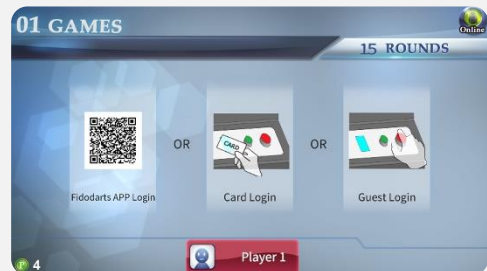 01 GAMES
Online
15 ROUNDS
OR
CARD
OR
Fidodarts APP Login
Card Login
Guest Login
P 4
Player 1